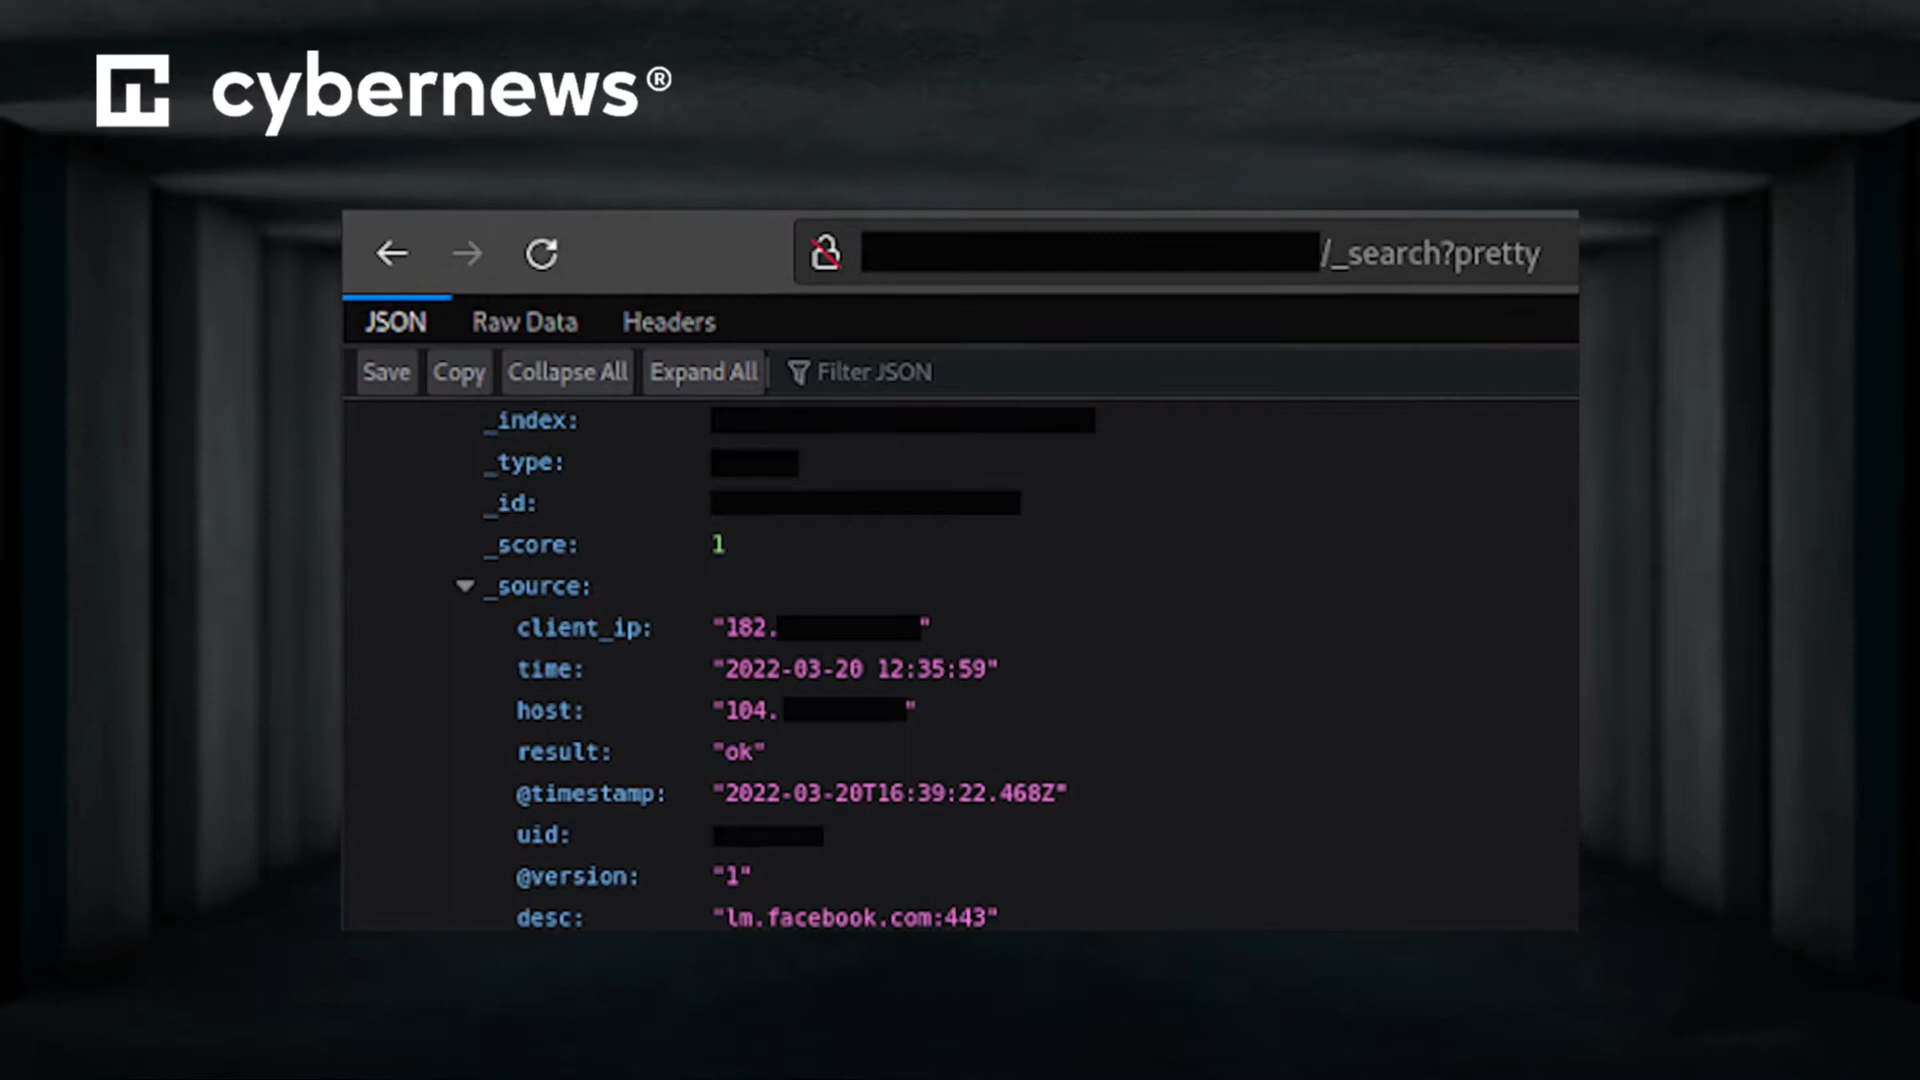 cybernews®
/_search?pretty
JSON Raw Data Headers
Save Copy Collapse All Expand All Filter JSON
_index:
_type:
_id:
_score: 1
_source:
client_ip: "182. "
time: "2022-03-20 12:35:59"
host: "104. "
result: "ok"
@timestamp: "2022-03-20T16:39:22.468Z"
uid:
@version: "1"
desc: "lm.facebook.com:443"